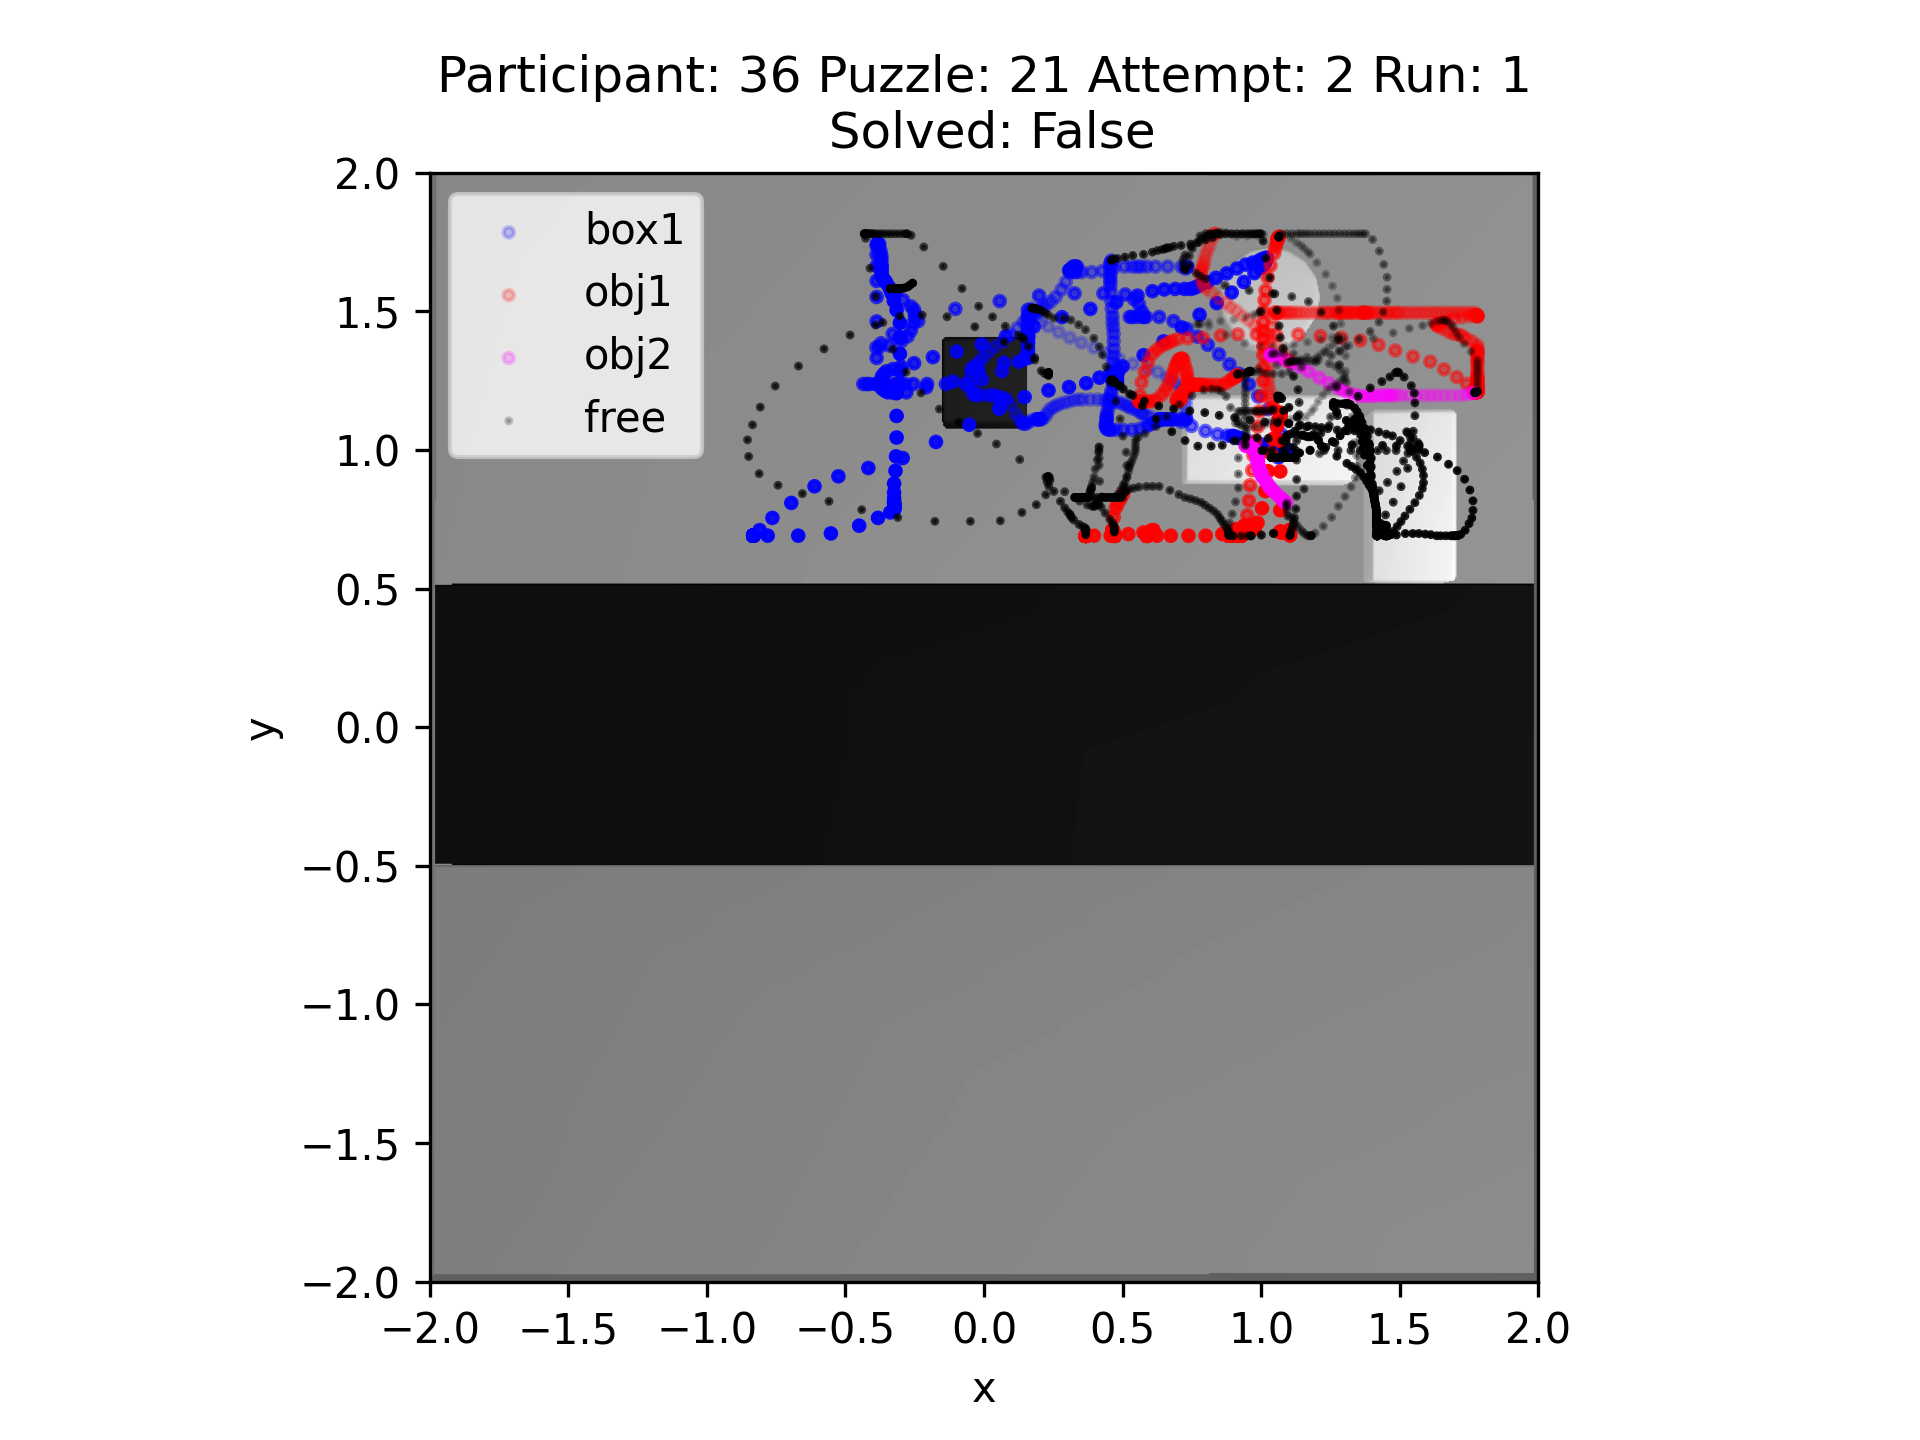 Participant: 36 Puzzle: 21 Attempt: 2 Run: 1
Solved: False
2.0
1.5
1.0
0.5
0.0
−0.5
−1.0
−1.5
−2.0
y
box1
obj1
obj2
free
−2.0 −1.5 −1.0 −0.5 0.0 0.5 1.0 1.5 2.0
x